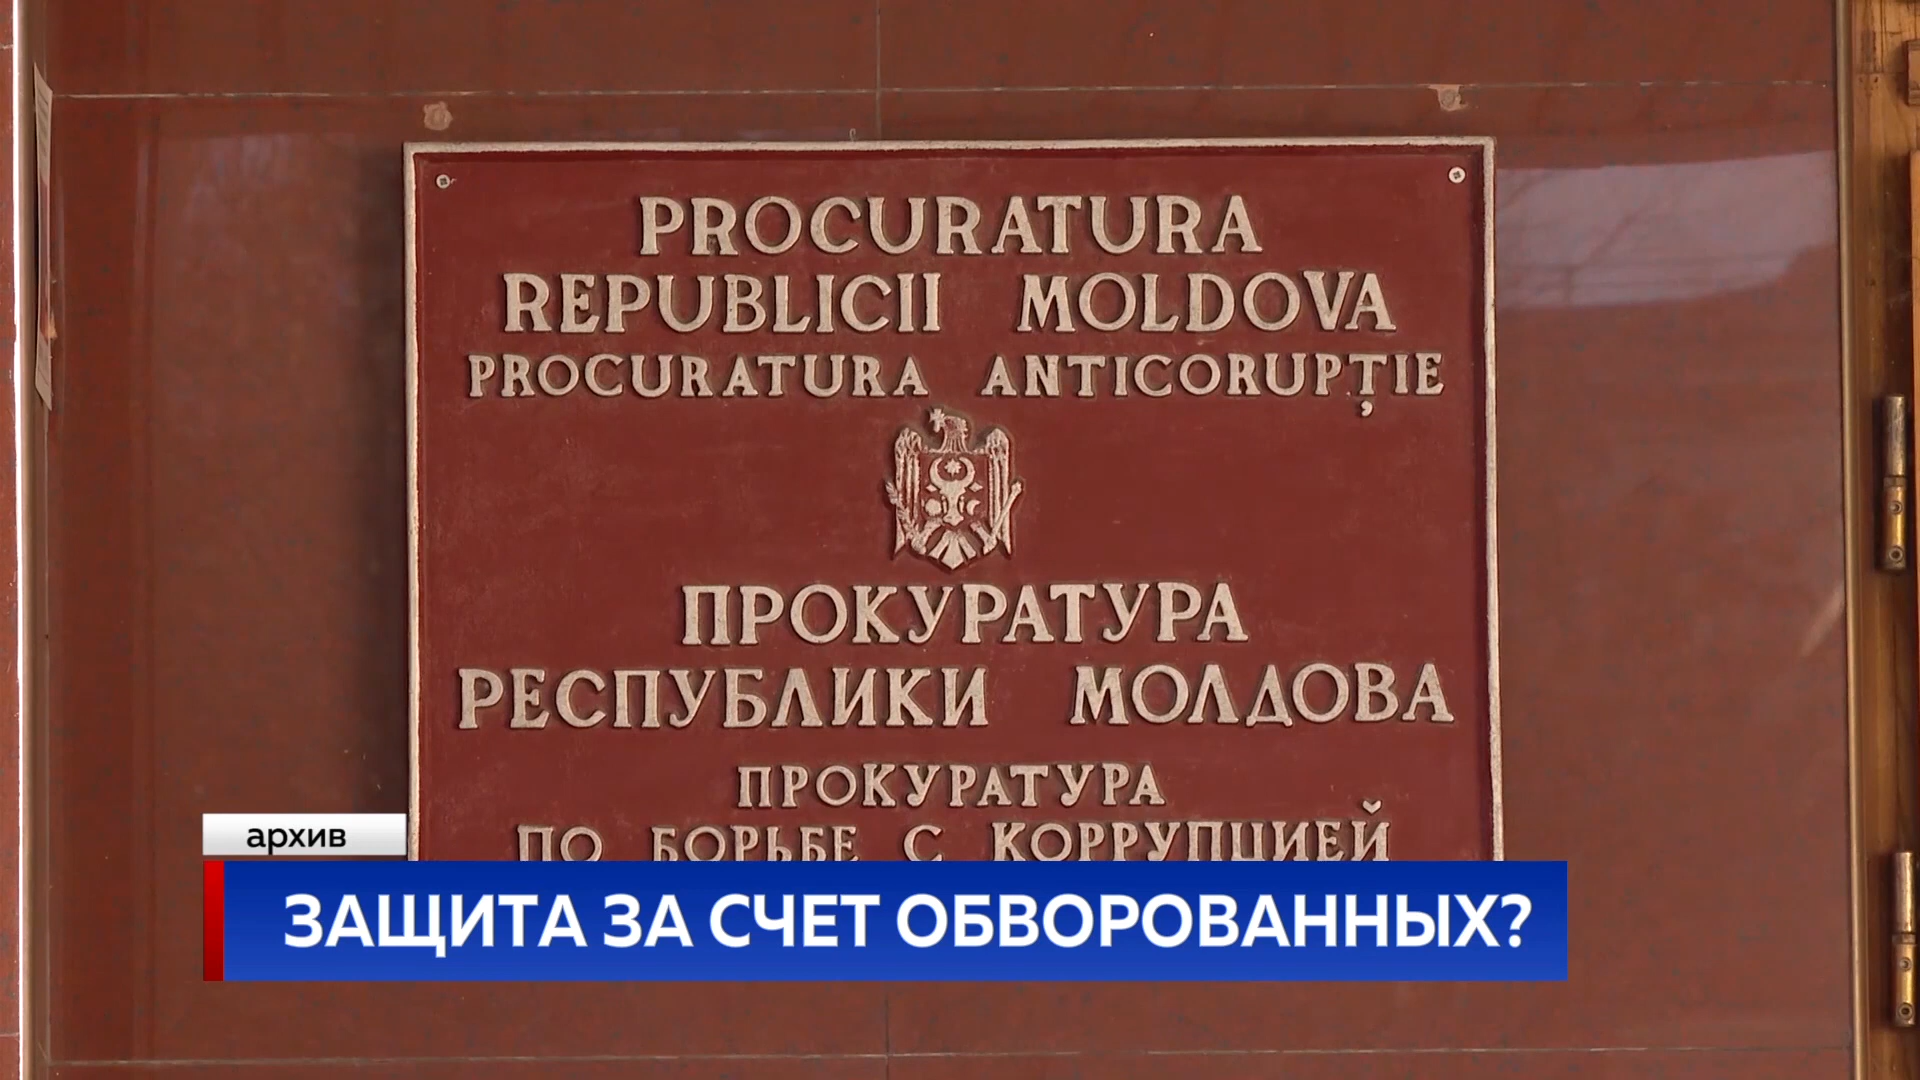 PROCURATURA
REPUBLICII MOLDOVA
PROCURATURA ANTICORUPȚIE
ПРОКУРАТУРА
РЕСПУБЛИКИ МОЛДОВА
ПРОКУРАТУРА
ПО БОРЬБЕ С КОРРУПЦИЕЙ
архив
ЗАЩИТА ЗА СЧЕТ ОБВОРОВАННЫХ?